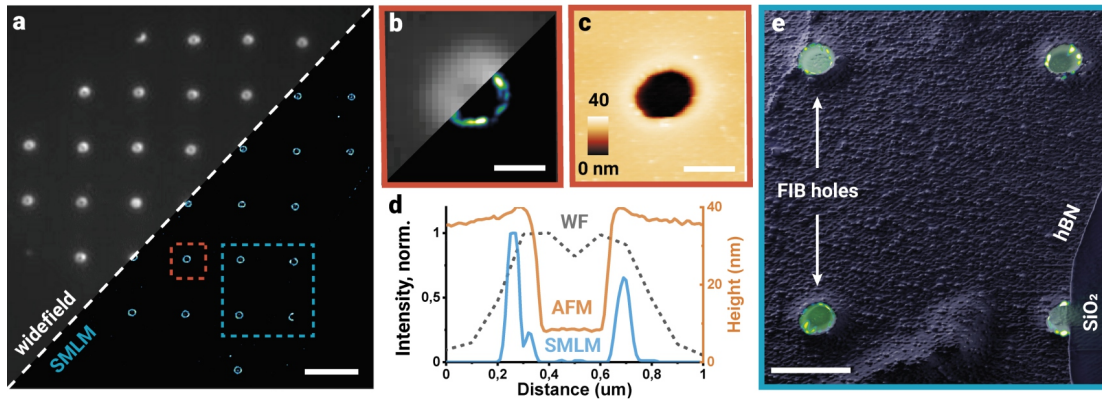 a
widefield
SMLM
b
c
40
0 nm
d
Intensity, norm.
1
0,5
0
WF
AFM
SMLM
40
20
10
0
Height (nm)
0
0,2
0,4
0,6
0,8
1
Distance (um)
e
FIB holes
hBN
SiO₂